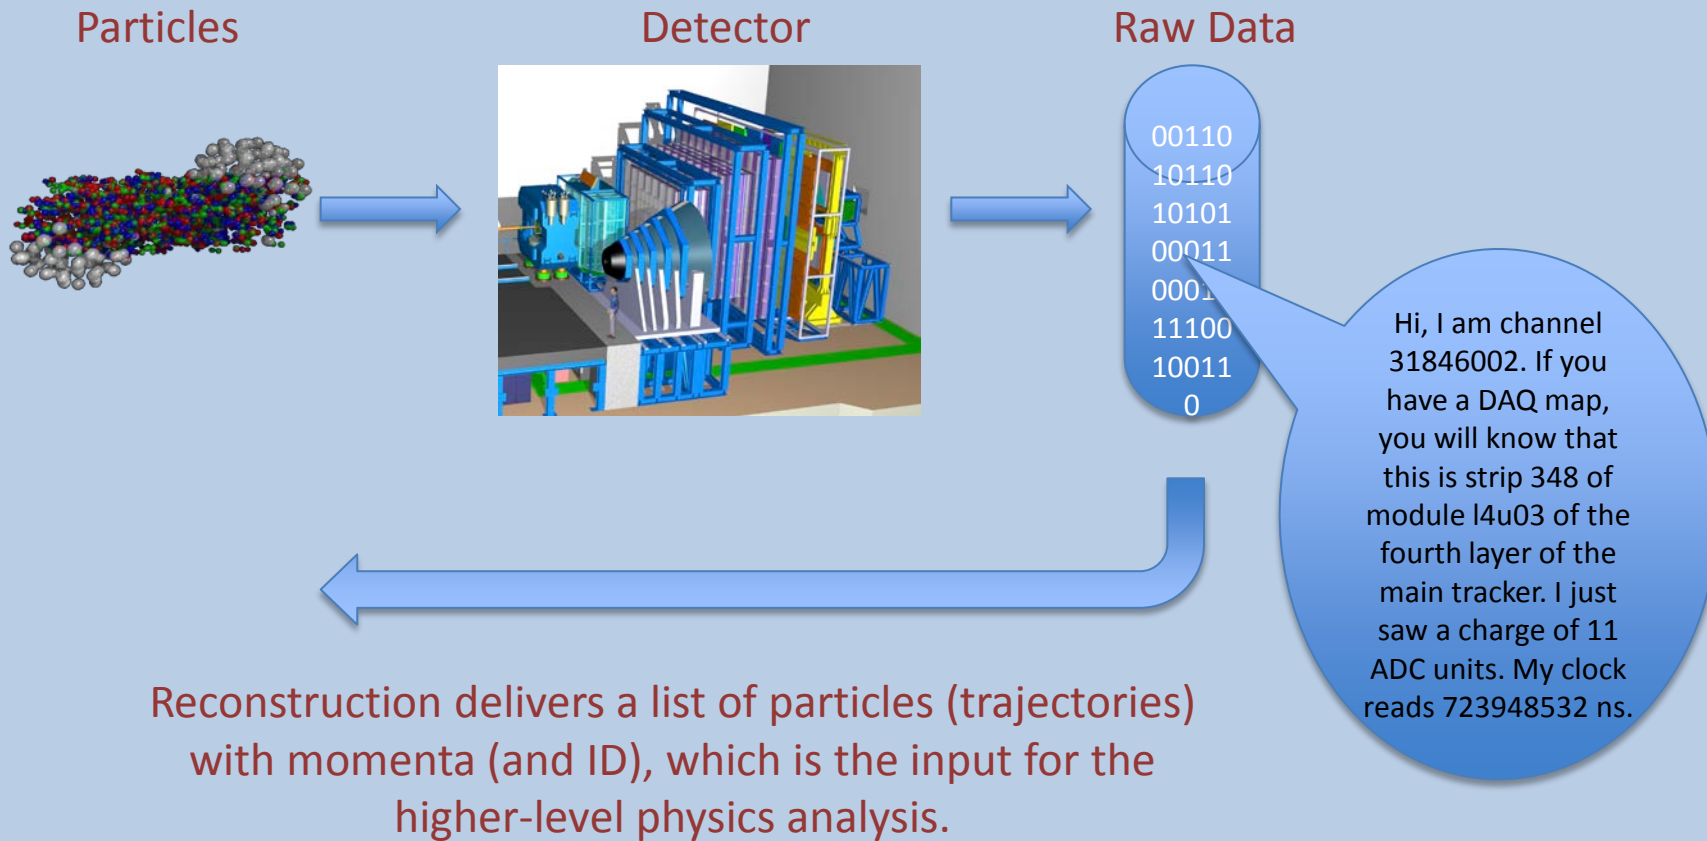 Particles
Detector
Raw Data
00110
10110
10101
00011
0001
11100
10011
0
Hi, I am channel
31846002. If you
have a DAQ map,
you will know that
this is strip 348 of
module l4u03 of the
fourth layer of the
main tracker. I just
saw a charge of 11
ADC units. My clock
reads 723948532 ns.
Reconstruction delivers a list of particles (trajectories)
with momenta (and ID), which is the input for the
higher-level physics analysis.